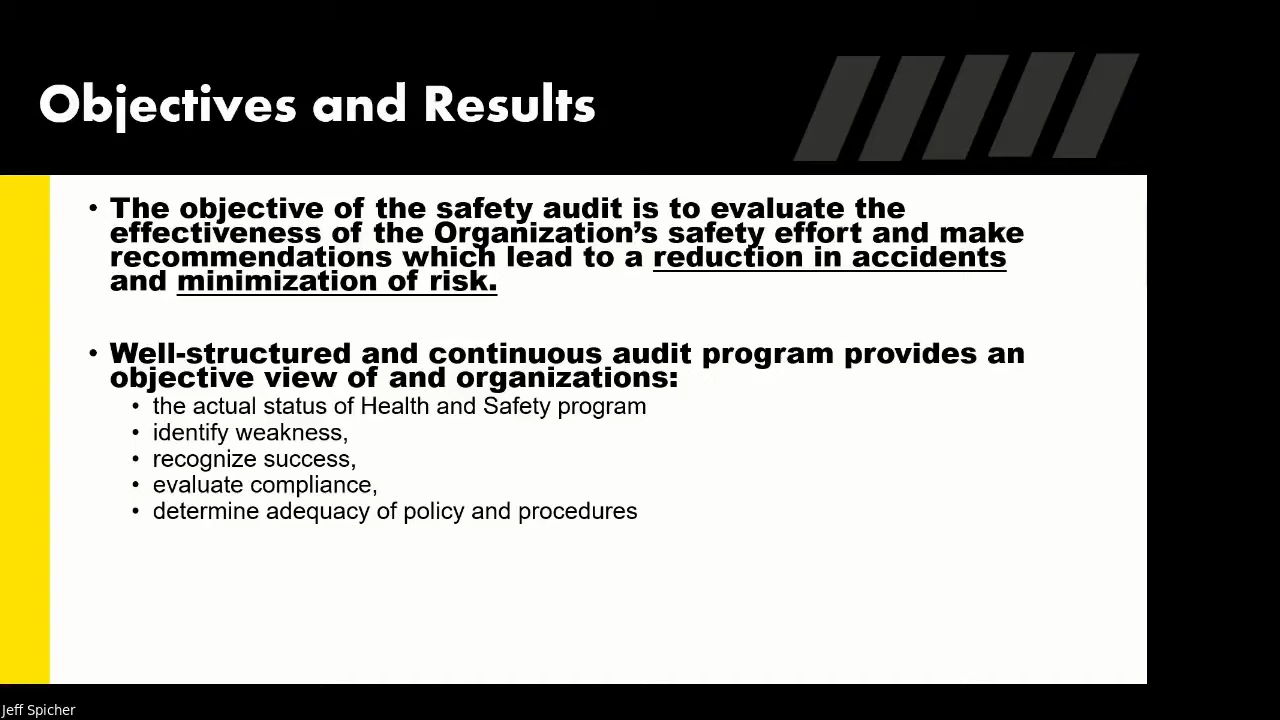 Objectives and Results
• The objective of the safety audit is to evaluate the
effectiveness of the Organization’s safety effort and make
recommendations which lead to a reduction in accidents
and minimization of risk.
• Well-structured and continuous audit program provides an
objective view of and organizations:
• the actual status of Health and Safety program
• identify weakness,
• recognize success,
• evaluate compliance,
• determine adequacy of policy and procedures
Jeff Spicher